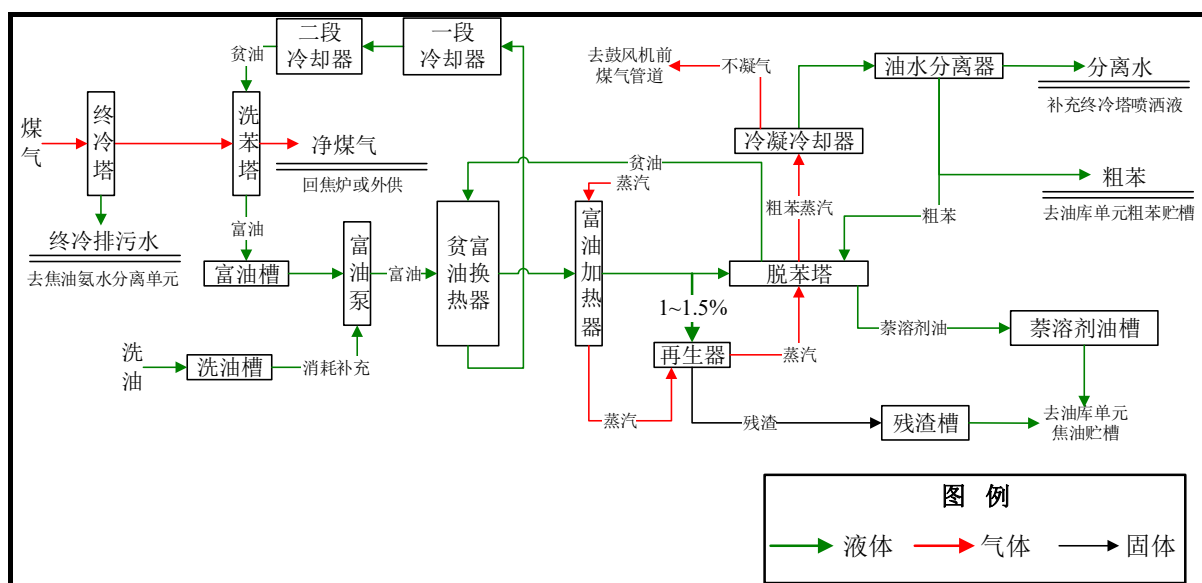 二段
冷却器
一段
冷却器
贫油
去鼓风机前
煤气管道
不凝气
油水分离器
分离水
补充终冷塔喷洒液
煤
气
终
冷
塔
洗
苯
塔
净煤气
回焦炉或外供
冷凝冷却器
贫油
蒸汽
粗苯蒸汽
粗苯
粗苯
去油库单元粗苯贮槽
终冷排污水
去焦油氨水分离单元
富油
富油槽
富
油
泵
富油
贫富
油换
热器
富
油
加
热
器
脱苯塔
1~1.5%
萘溶剂油
萘溶剂油槽
洗
油
洗油槽
消耗补充
再生器
蒸汽
蒸汽
残渣
残渣槽
去油库单元
焦油贮槽
图 例
液体
气体
固体